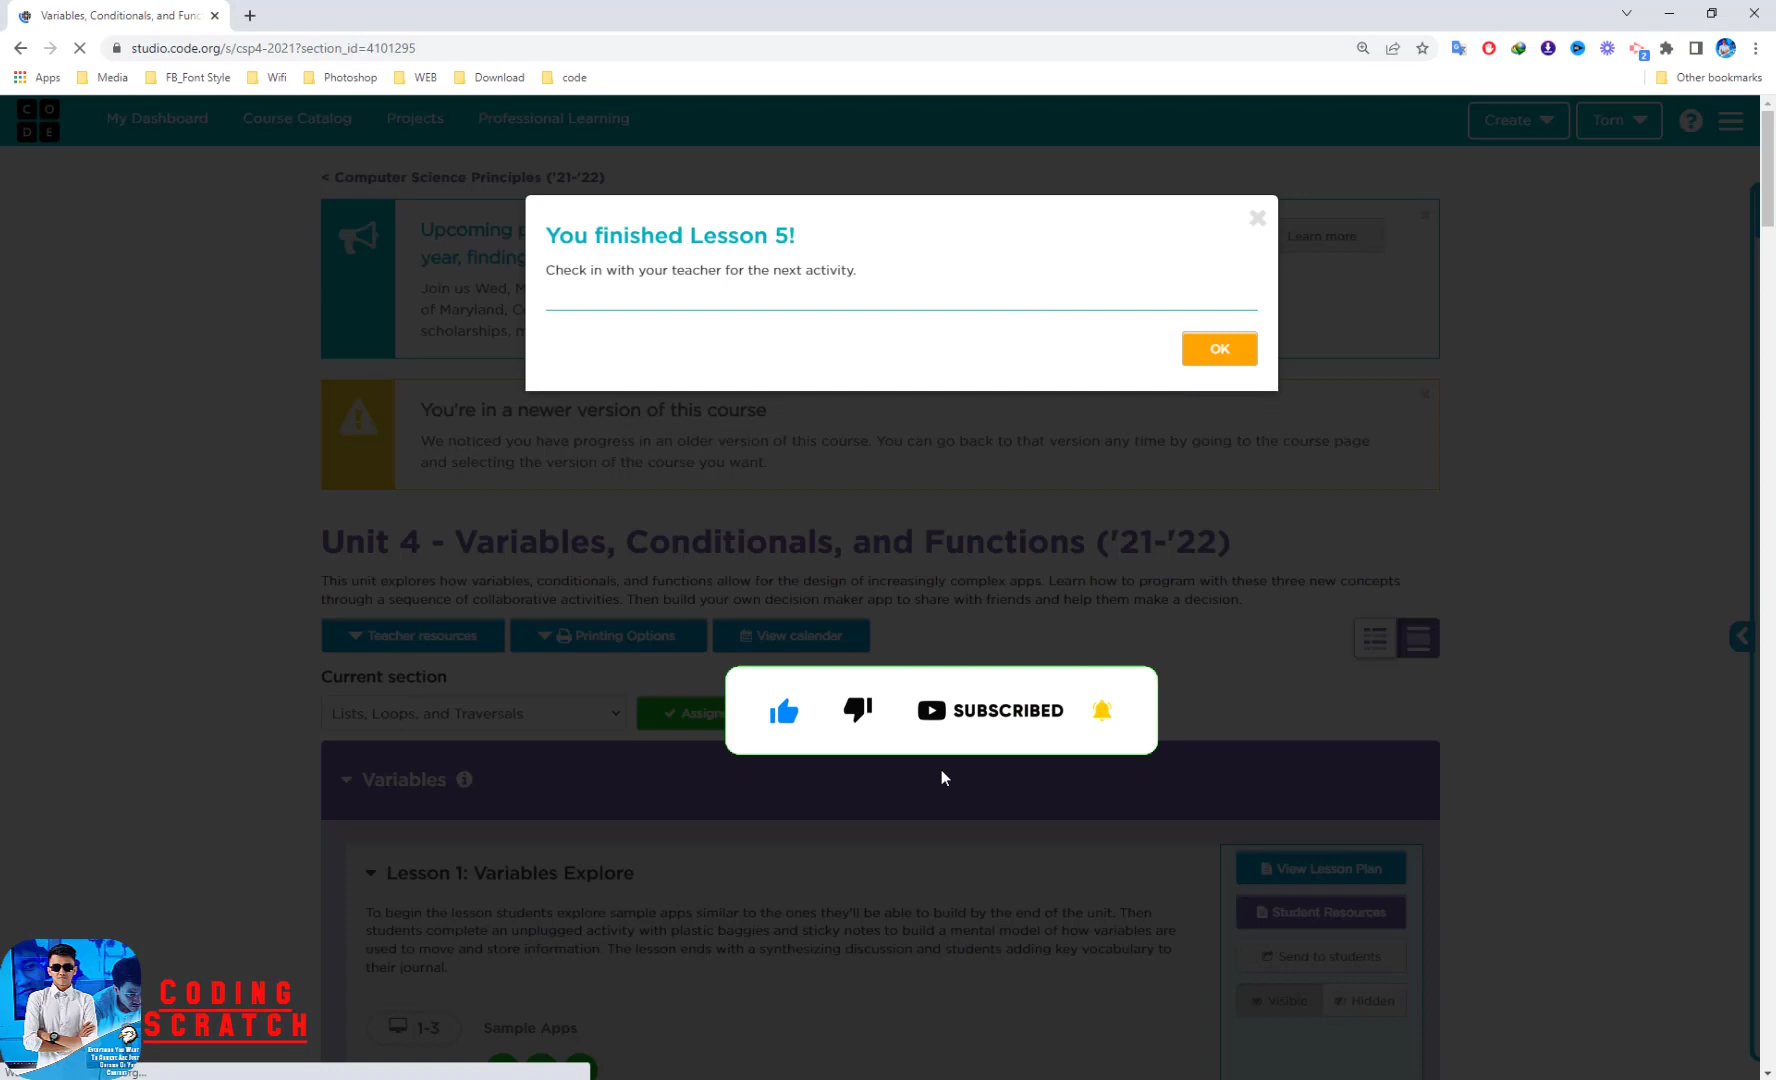 Variables, Conditionals, and Func
studio.code.org/s/csp4-2021?section_id=4101295
2
Apps Media FB_Font Style Wifi Photoshop WEB Download code Other bookmarks
C O
D E
My Dashboard Course Catalog Projects Professional Learning Create Torn
< Computer Science Principles ('21-'22)
Upcoming
year, finding
Join us Wed,
of Maryland,
scholarships,
Learn more
You finished Lesson 5!
Check in with your teacher for the next activity.
OK
You're in a newer version of this course
We noticed you have progress in an older version of this course. You can go back to that version any time by going to the course page
and selecting the version of the course you want.
Unit 4 - Variables, Conditionals, and Functions ('21-'22)
This unit explores how variables, conditionals, and functions allow for the design of increasingly complex apps. Learn how to program with these three new concepts
through a sequence of collaborative activities. Then build your own decision maker app to share with friends and help them make a decision.
Teacher resources Printing Options View calendar
Current section
Lists, Loops, and Traversals
SUBSCRIBED
Variables
Lesson 1: Variables Explore
To begin the lesson students explore sample apps similar to the ones they'll be able to build by the end of the unit. Then
students complete an unplugged activity with plastic baggies and sticky notes to build a mental model of how variables are
used to move and store information. The lesson ends with a synthesizing discussion and students adding key vocabulary to
their journal.
1-3 Sample Apps
View Lesson Plan
Student Resources
Send to students
Visible Hidden
CODING
SCRATCH